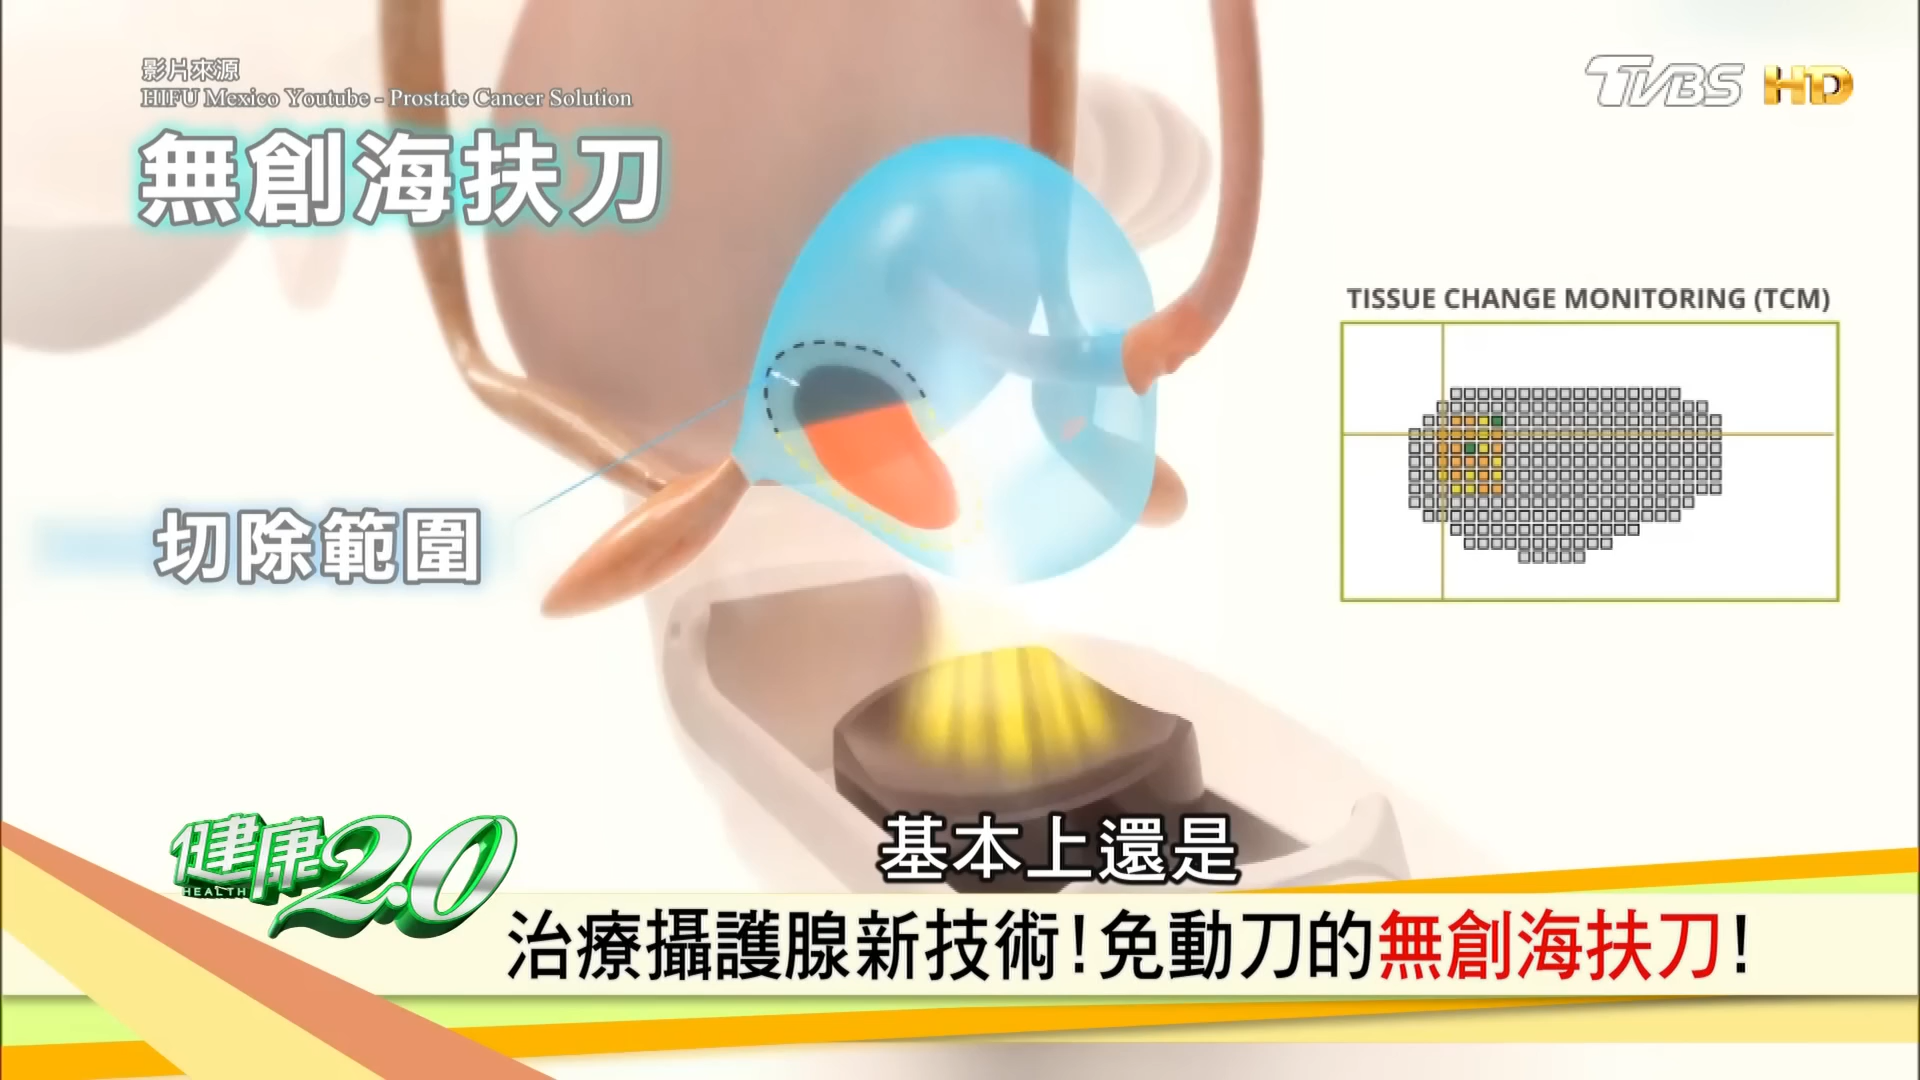 影片來源
HIFU Mexico Youtube - Prostate Cancer Solution
無創海扶刀
TVBS HD
TISSUE CHANGE MONITORING (TCM)
切除範圍
基本上還是
健康2.0
HEALTH
治療攝護腺新技術!免動刀的無創海扶刀!